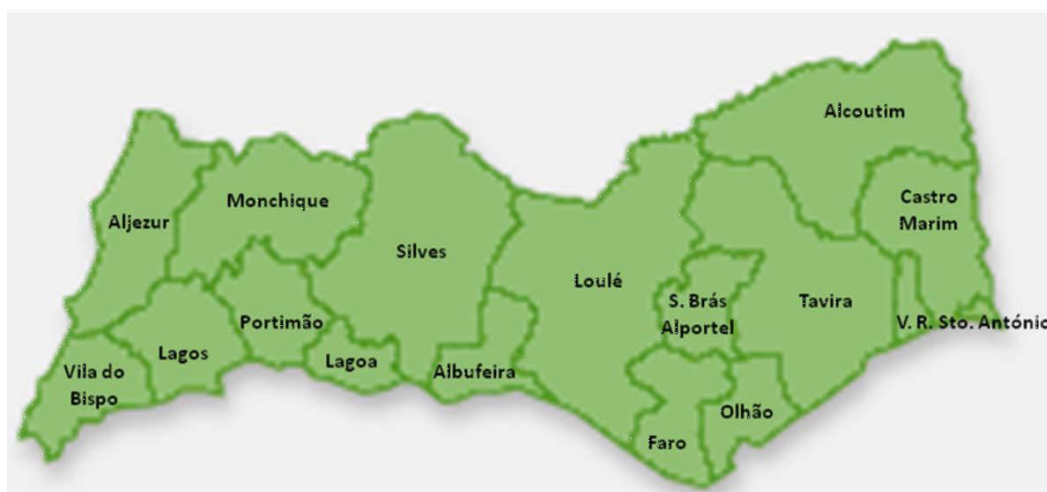 Alcoutim
Aljezur
Monchique
Castro
Marim
Silves
Loulé
S. Brás
Alportel
Tavira
Portimão
V. R. Sto. António
Lagos
Lagoa
Vila do
Bispo
Albufeira
Olhão
Faro